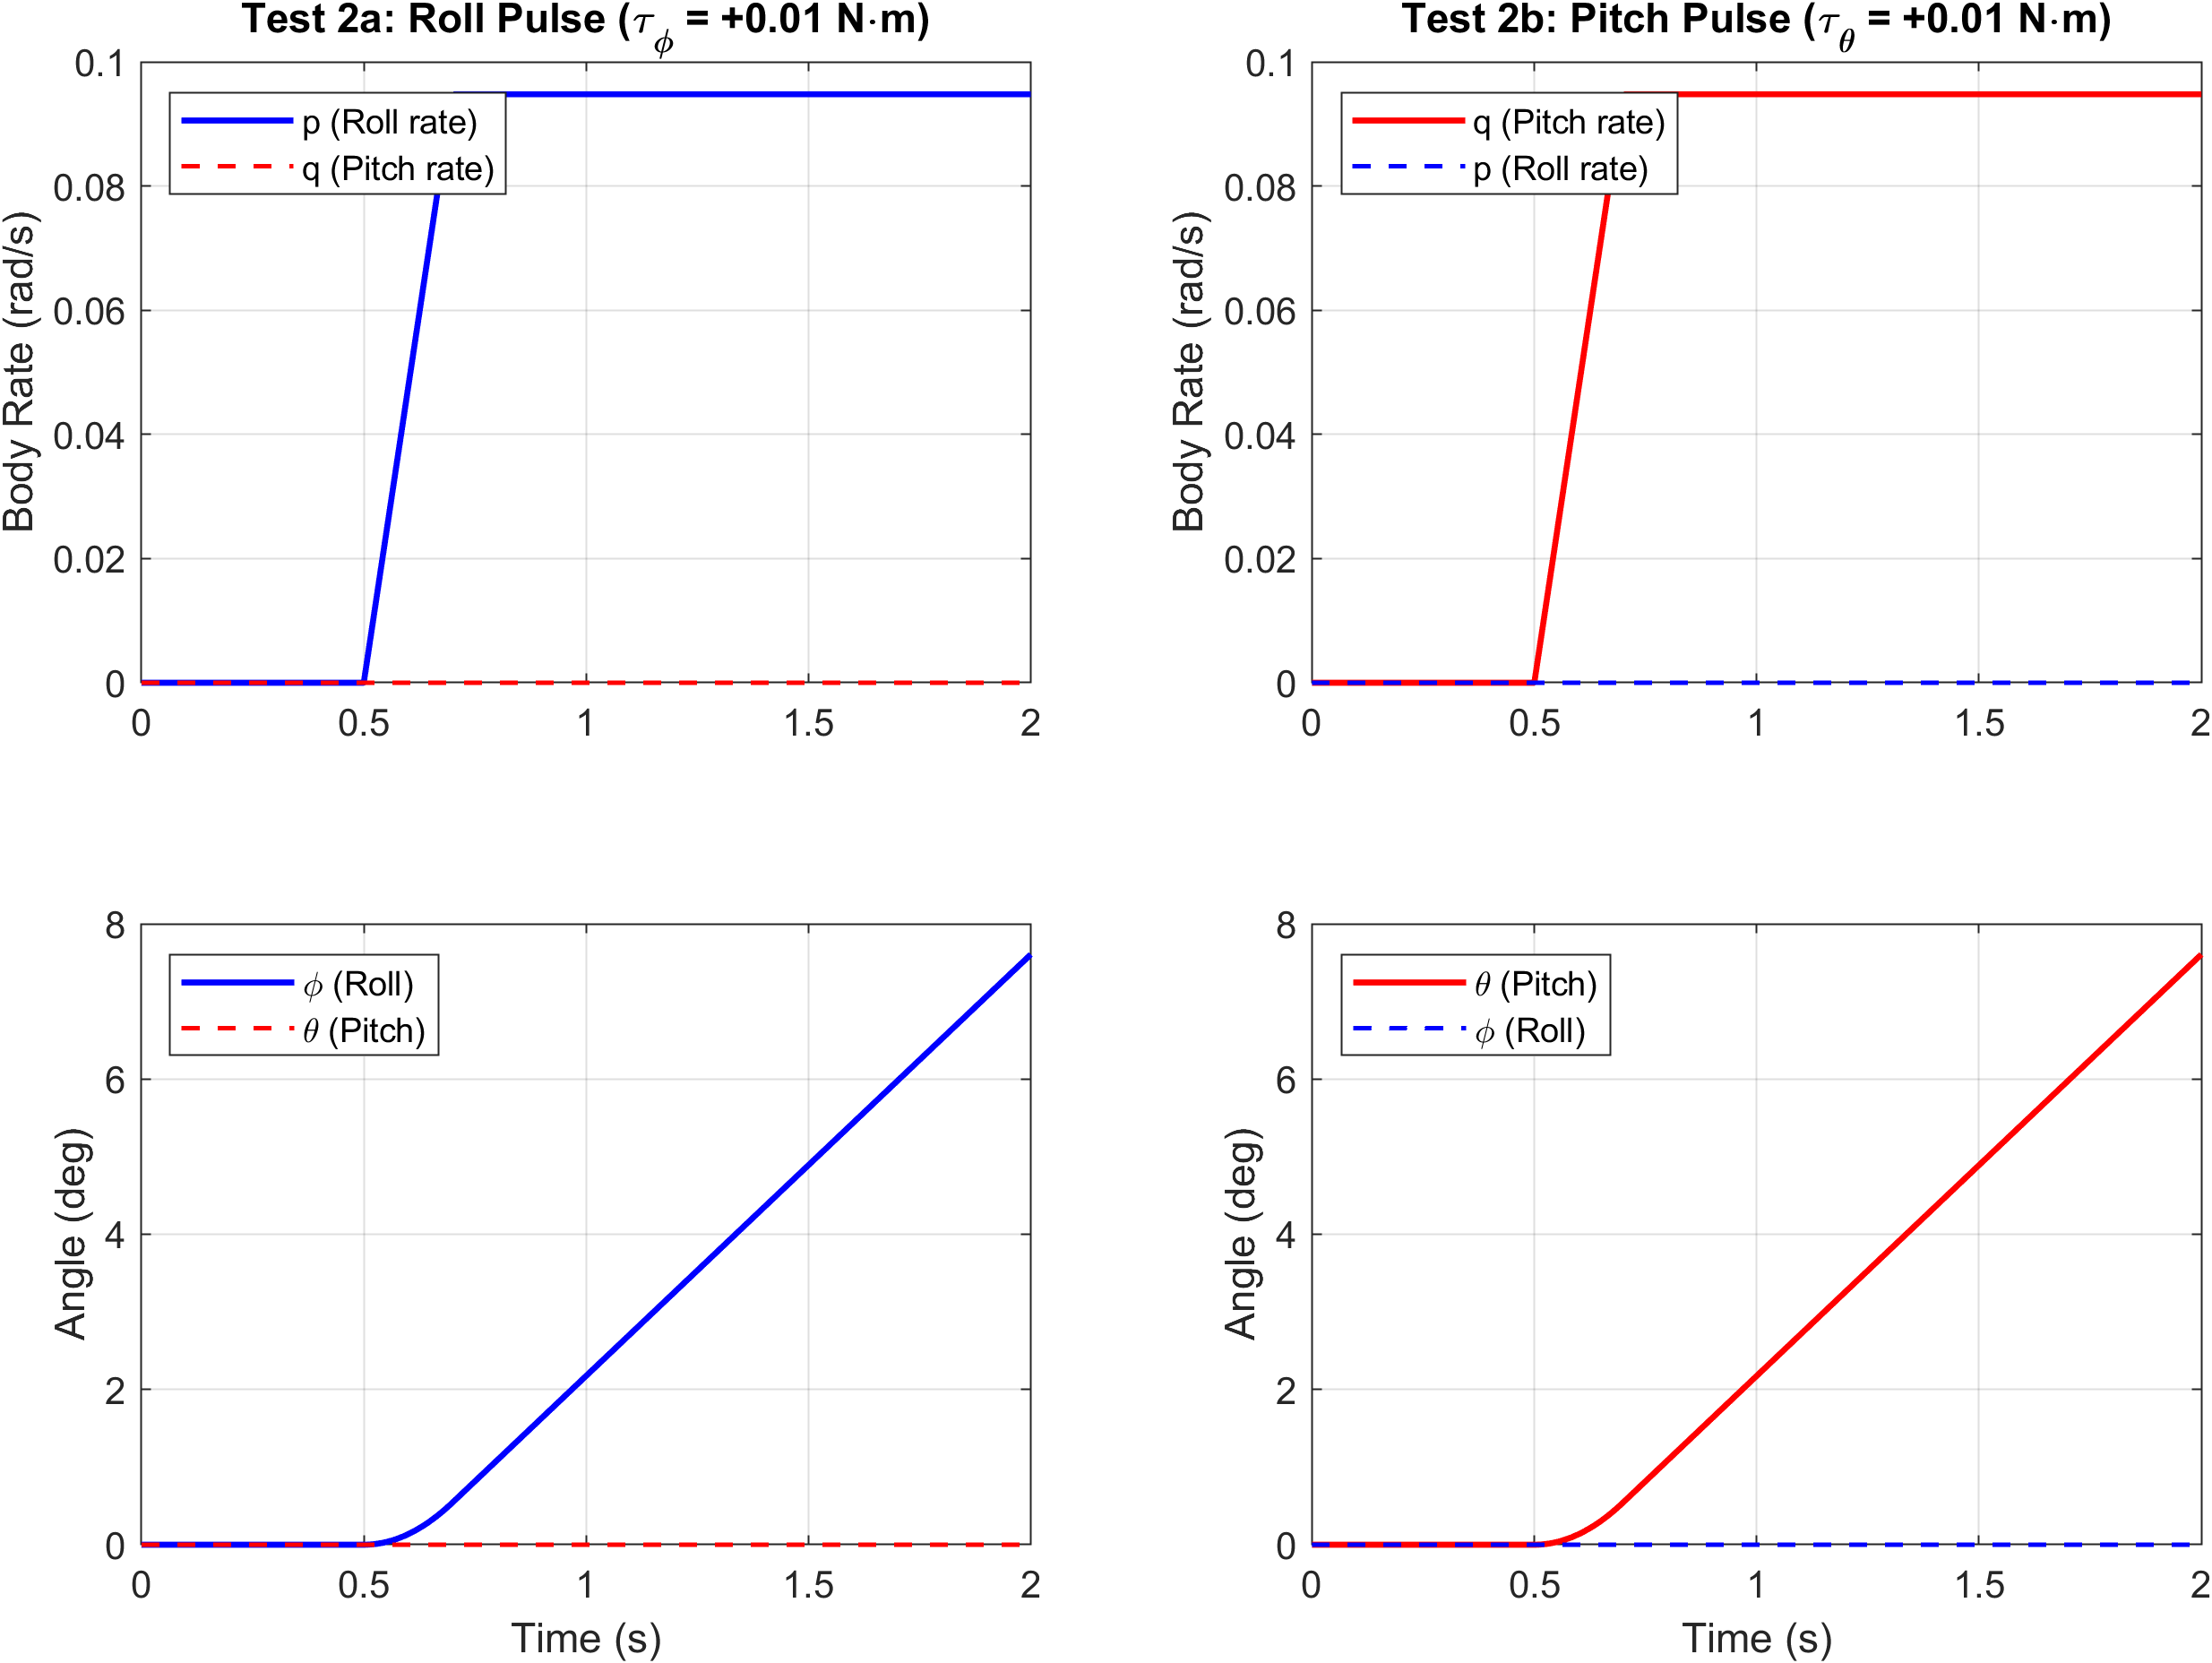 Test 2a: Roll Pulse (τϕ = +0.01 N·m)
Body Rate (rad/s)
0.1
0.08
0.06
0.04
0.02
0
p (Roll rate)
q (Pitch rate)
0 0.5 1 1.5 2
Test 2b: Pitch Pulse (τθ = +0.01 N·m)
Body Rate (rad/s)
0.1
0.08
0.06
0.04
0.02
0
q (Pitch rate)
p (Roll rate)
0 0.5 1 1.5 2
Angle (deg)
8
6
4
2
0
ϕ (Roll)
θ (Pitch)
0 0.5 1 1.5 2
Time (s)
Angle (deg)
8
6
4
2
0
θ (Pitch)
ϕ (Roll)
0 0.5 1 1.5 2
Time (s)